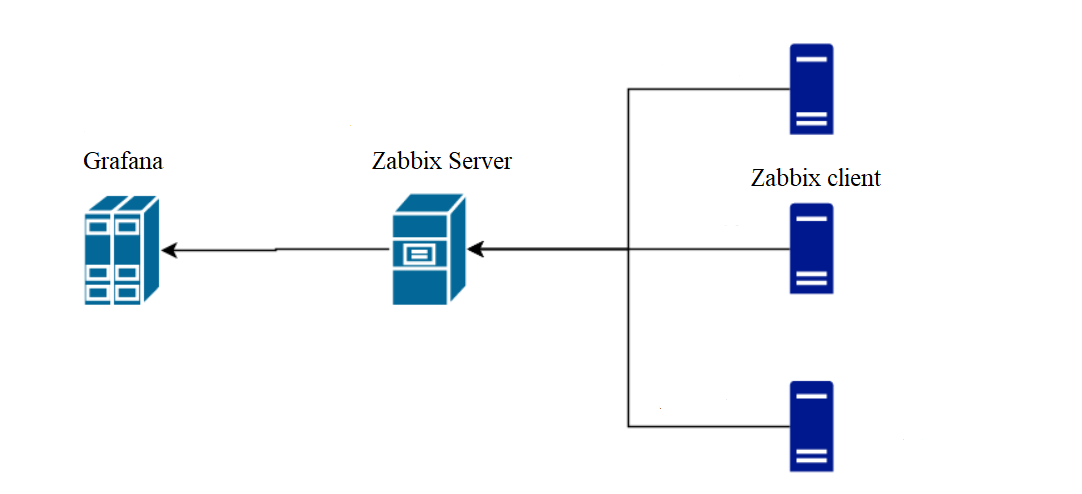 Grafana
Zabbix Server
Zabbix client